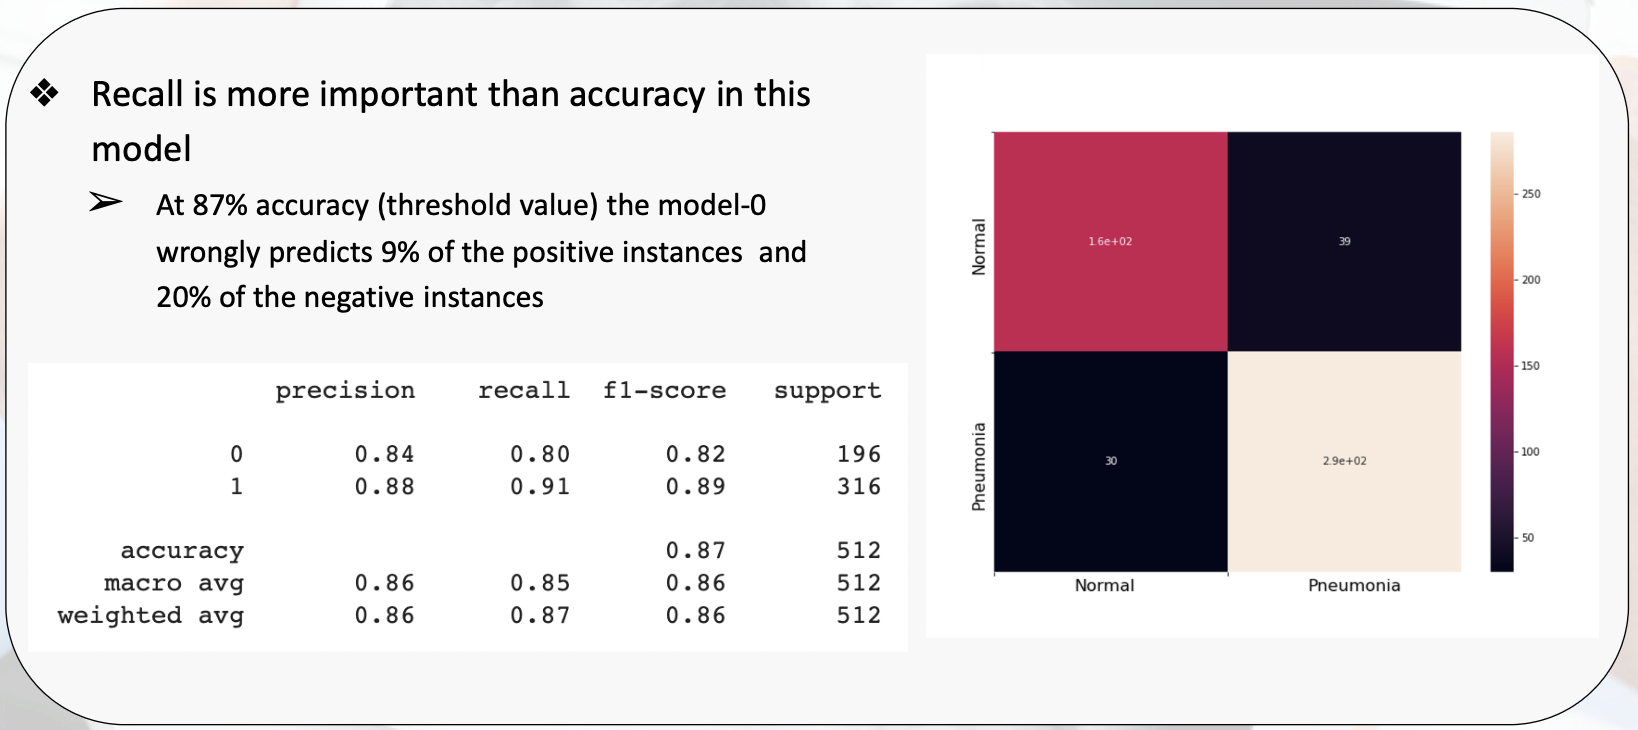 ❖ Recall is more important than accuracy in this
model
➢ At 87% accuracy (threshold value) the model-0
wrongly predicts 9% of the positive instances and
20% of the negative instances
precision recall f1-score support
0 0.84 0.80 0.82 196
1 0.88 0.91 0.89 316
accuracy 0.87 512
macro avg 0.86 0.85 0.86 512
weighted avg 0.86 0.87 0.86 512
Normal
1.6e+02 39
Pneumonia
30 2.9e+02
Normal Pneumonia
250
200
150
100
50